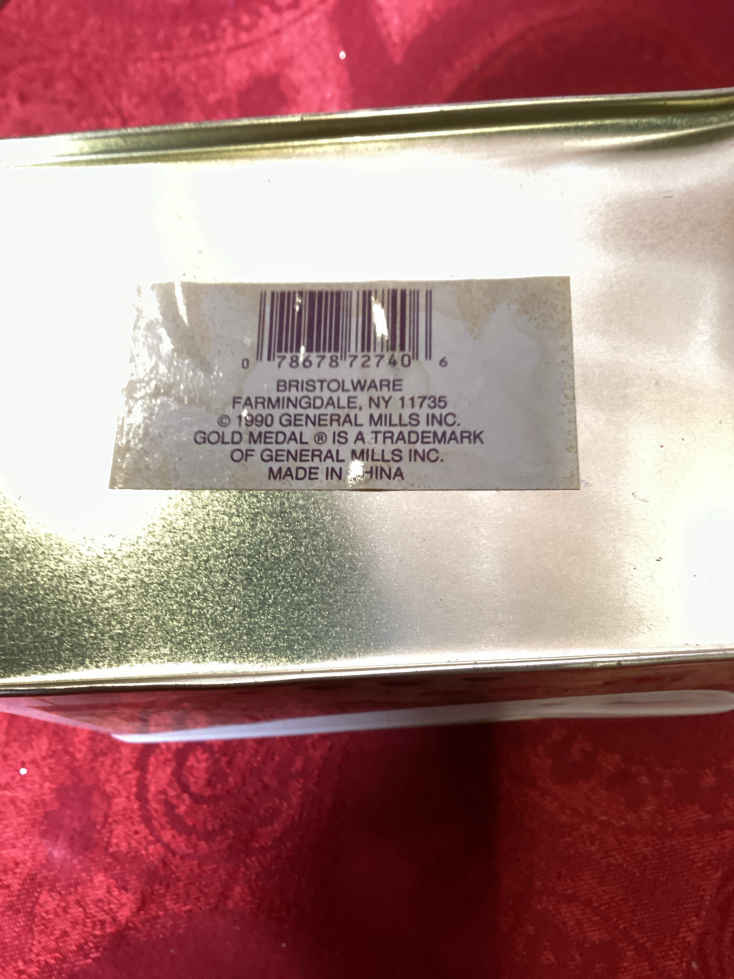 0 78678 72740 6
BRISTOLWARE
FARMINGDALE, NY 11735
© 1990 GENERAL MILLS INC.
GOLD MEDAL ® IS A TRADEMARK
OF GENERAL MILLS INC.
MADE IN CHINA